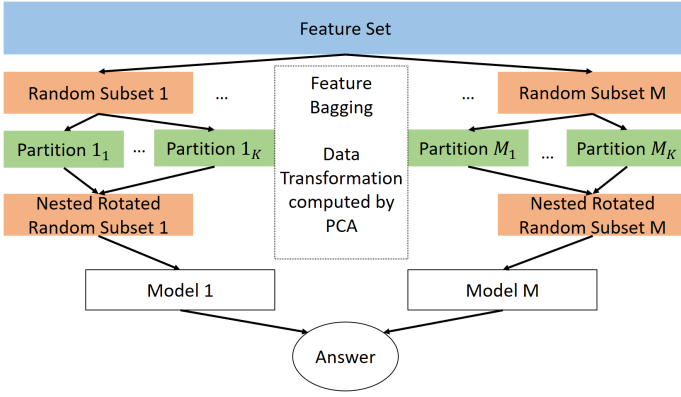 Feature Set
Random Subset 1
...
Feature
Bagging
...
Random Subset M
Partition 1₁
...
Partition 1_K
Data
Transformation
computed by
PCA
Partition M₁
...
Partition M_K
Nested Rotated
Random Subset 1
Nested Rotated
Random Subset M
Model 1
Model M
Answer